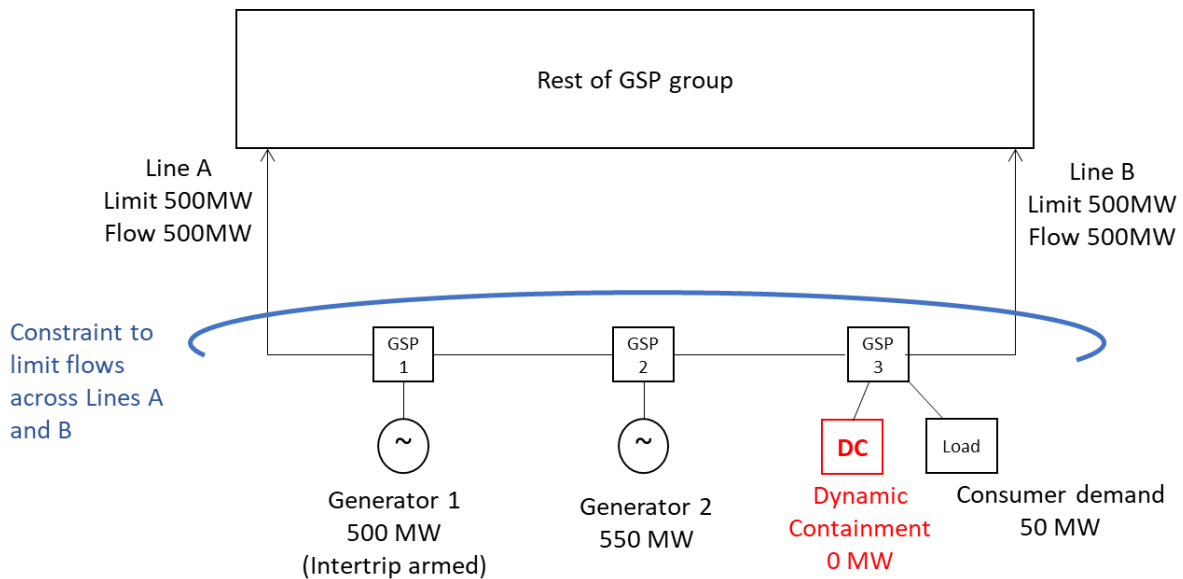 Rest of GSP group
Line A
Limit 500MW
Flow 500MW
Line B
Limit 500MW
Flow 500MW
Constraint to
limit flows
across Lines A
and B
GSP
1
GSP
2
GSP
3
~
~
DC
Load
Generator 1
500 MW
(Intertrip armed)
Generator 2
550 MW
Dynamic
Containment
0 MW
Consumer demand
50 MW